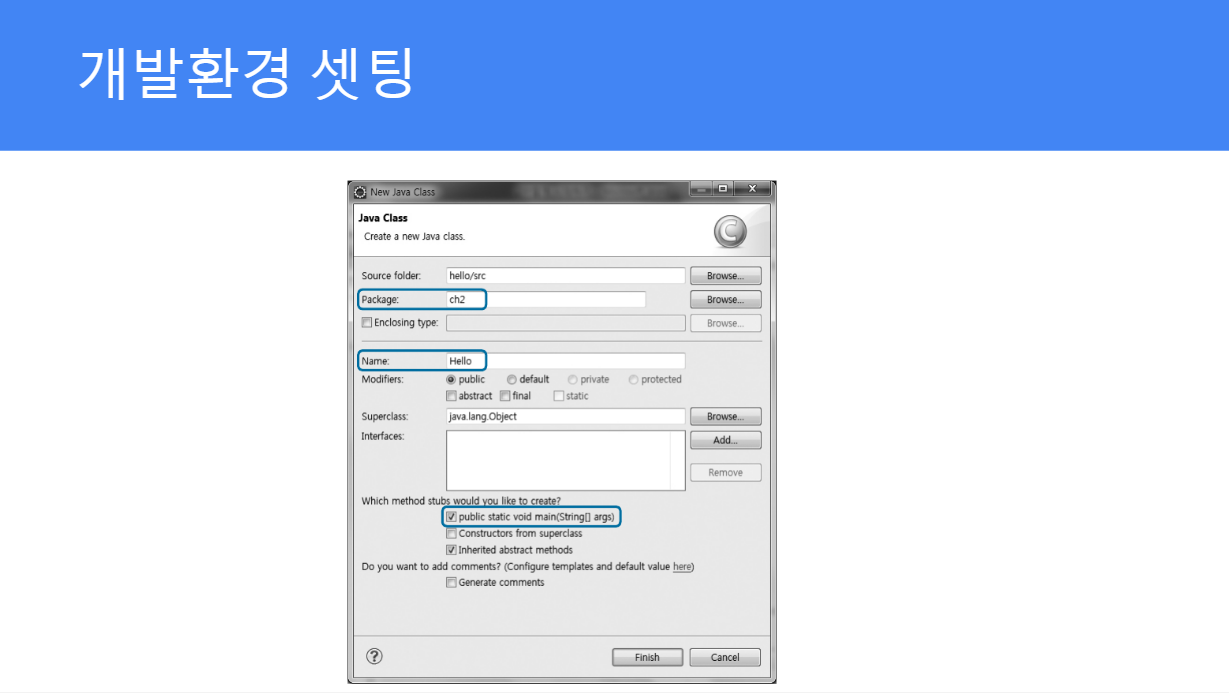 개발환경 셋팅
New Java Class
Java Class
Create a new Java class.
Source folder: hello/src Browse...
Package: ch2 Browse...
Enclosing type: Browse...
Name: Hello
Modifiers: public default private protected
abstract final static
Superclass: java.lang.Object Browse...
Interfaces: Add...
Remove
Which method stubs would you like to create?
public static void main(String[] args)
Constructors from superclass
Inherited abstract methods
Do you want to add comments? (Configure templates and default value here)
Generate comments
Finish Cancel